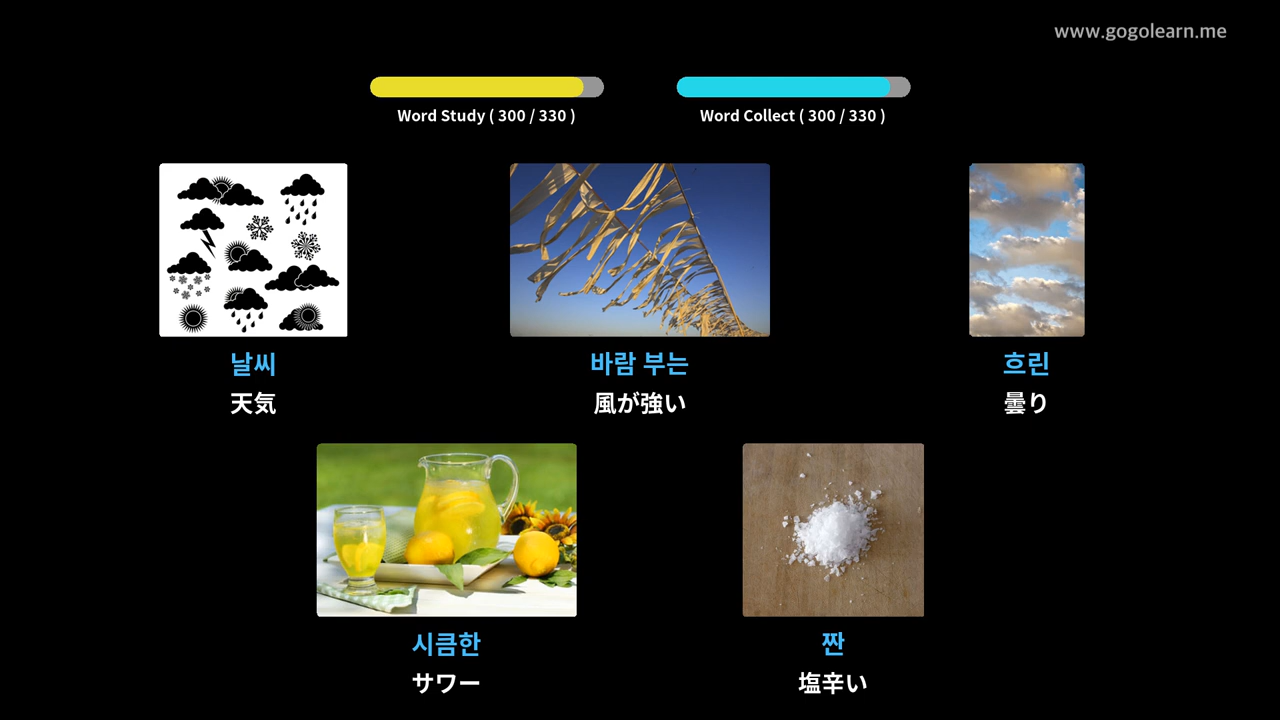 www.gogolearn.me
Word Study ( 300 / 330 )
Word Collect ( 300 / 330 )
날씨
天気
바람 부는
風が強い
흐린
曇り
시큼한
サワー
짠
塩辛い